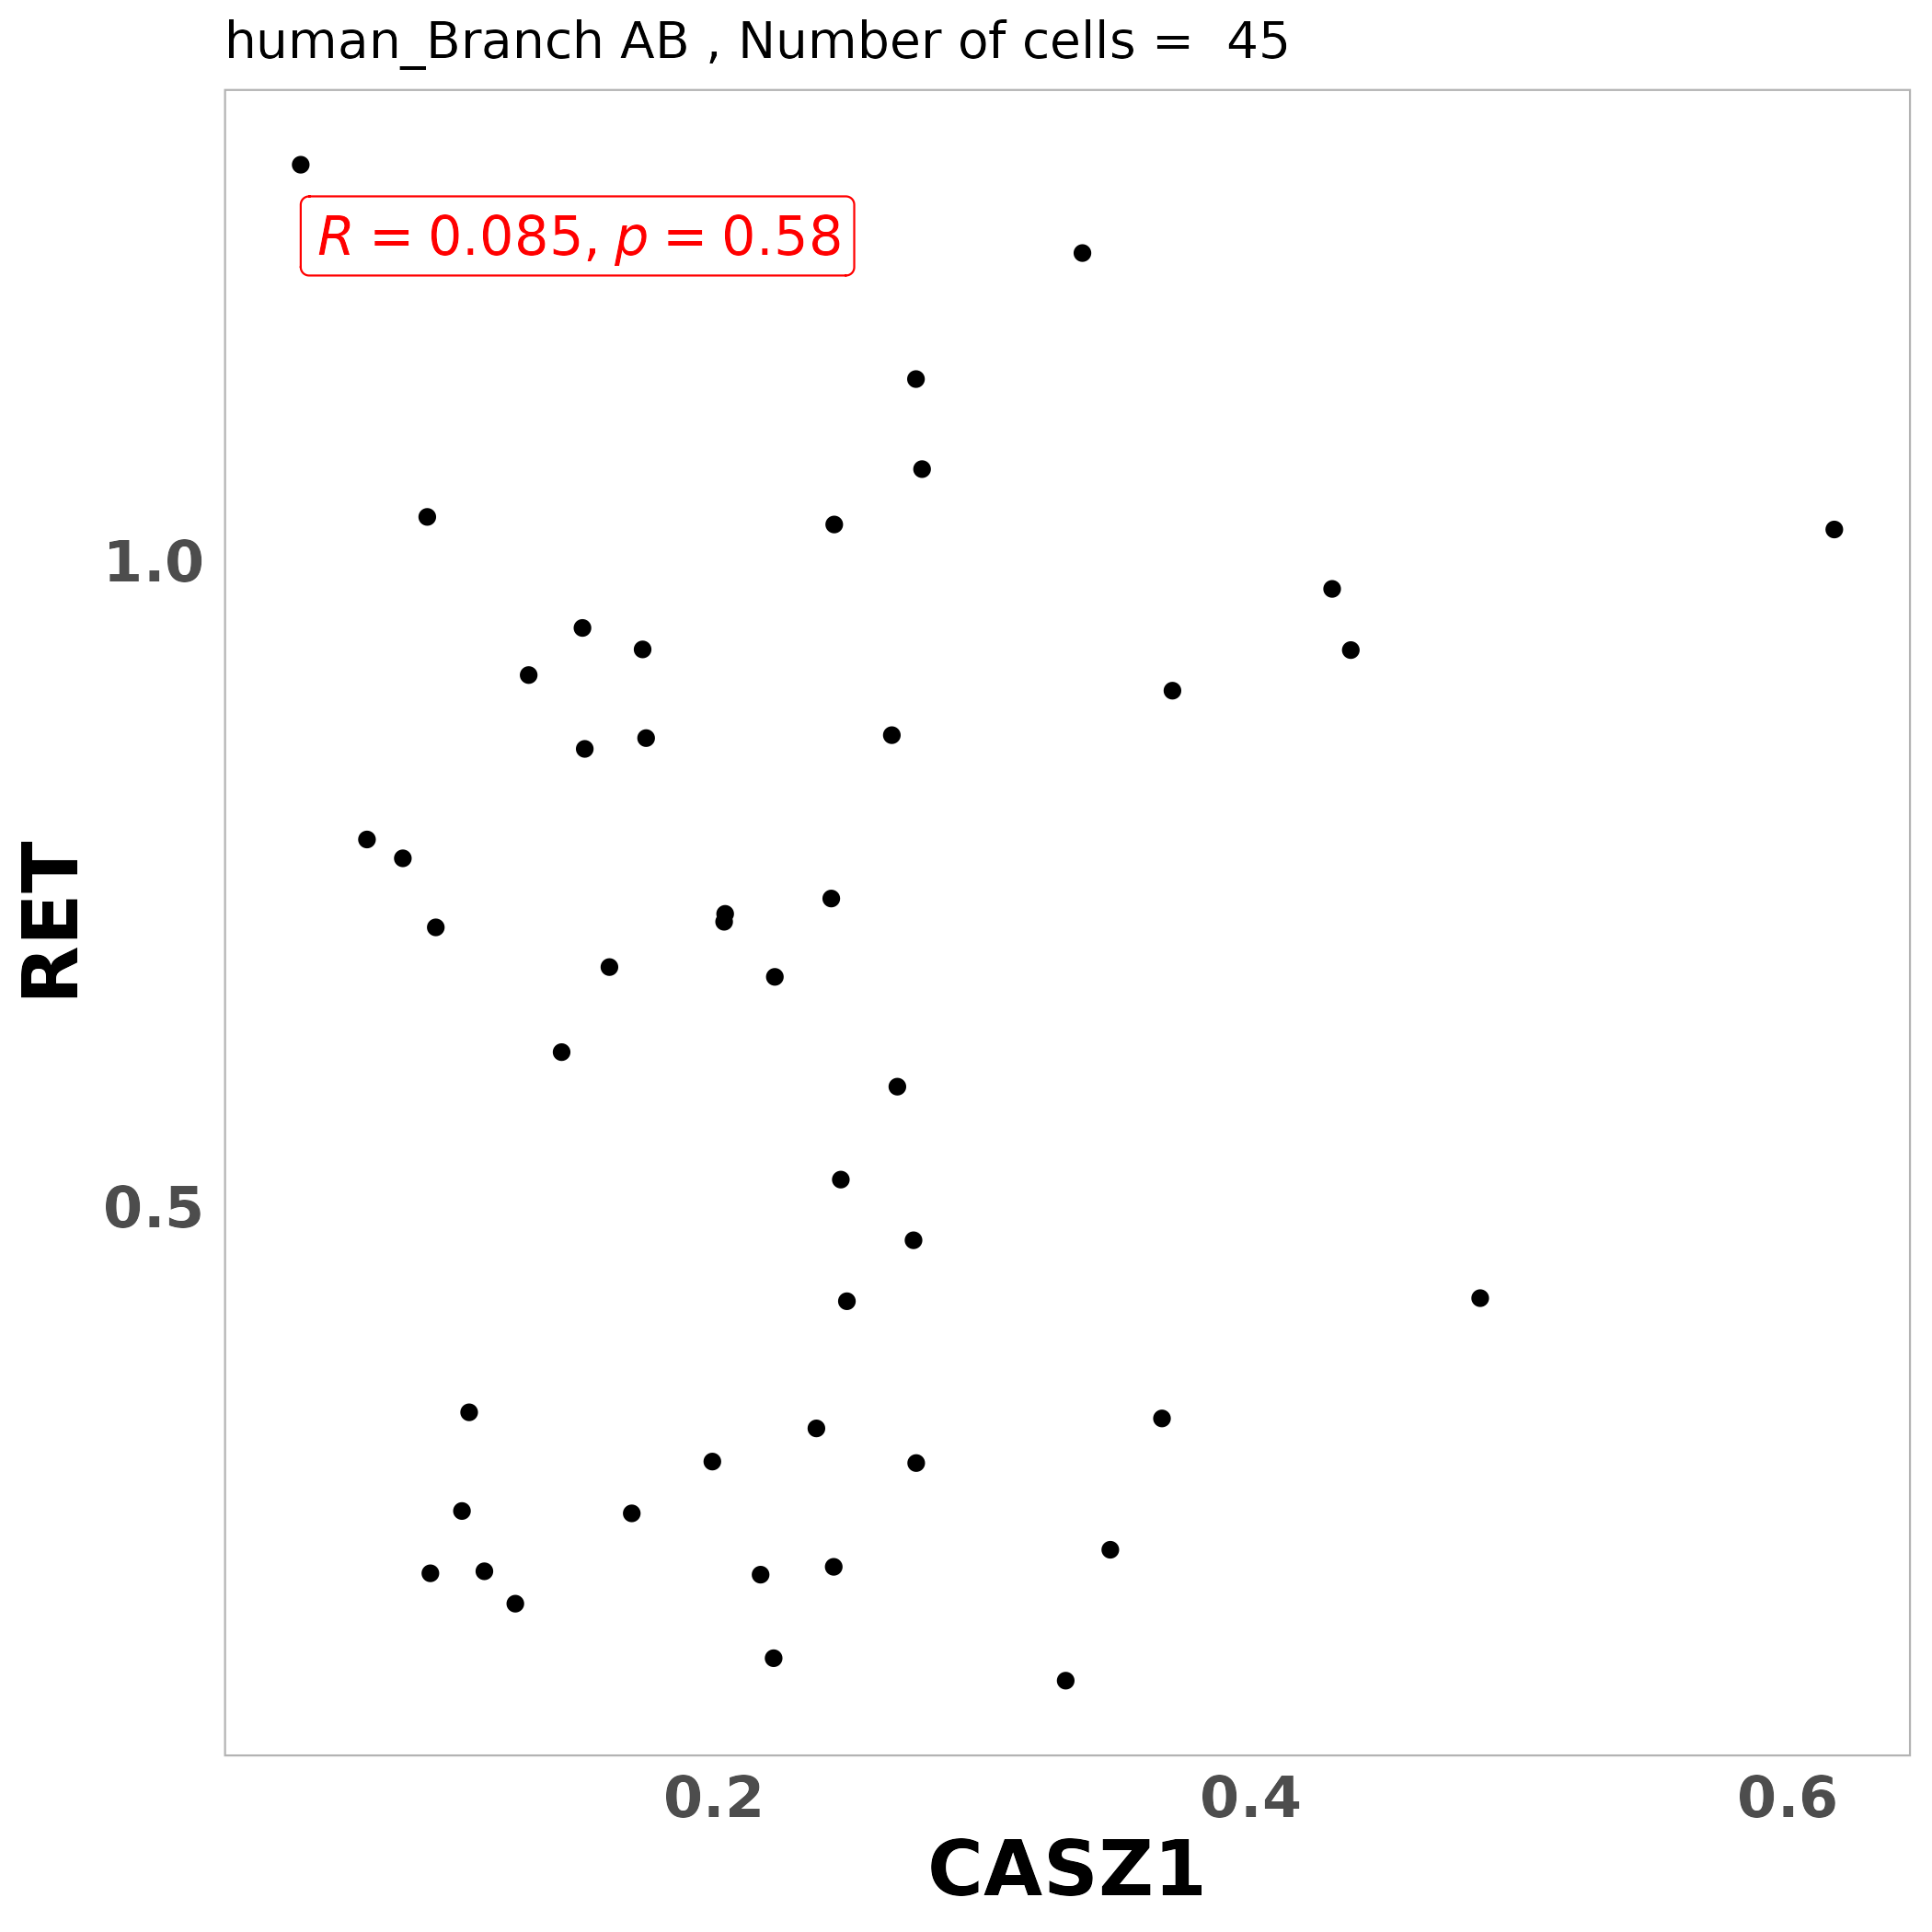 human_Branch AB , Number of cells =  45
R = 0.085, p = 0.58
1.0
RET
0.5
0.2 0.4 0.6
CASZ1